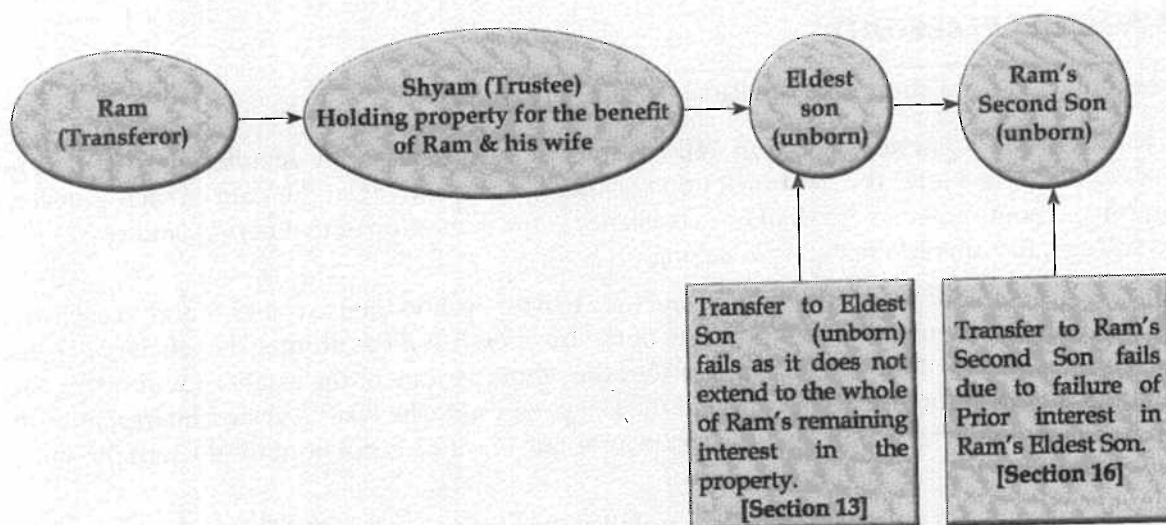 Ram
(Transferor)
Shyam (Trustee)
Holding property for the benefit
of Ram & his wife
Eldest
son
(unborn)
Ram's
Second Son
(unborn)
Transfer to Eldest
Son (unborn)
fails as it does not
extend to the whole
of Ram's remaining
interest in the
property.
[Section 13]
Transfer to Ram's
Second Son fails
due to failure of
Prior interest in
Ram's Eldest Son.
[Section 16]